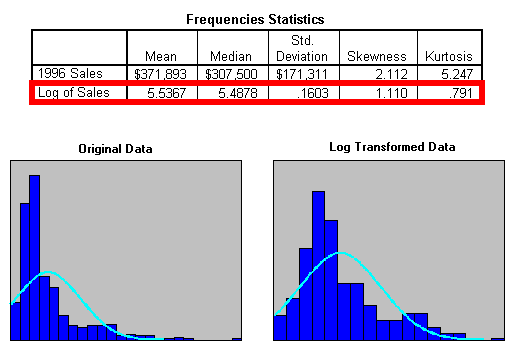 Frequencies Statistics
Mean Median Std. Deviation Skewness Kurtosis
1996 Sales $371,893 $307,500 $171,311 2.112 5.247
Log of Sales 5.5367 5.4878 .1603 1.110 .791
Original Data
Log Transformed Data